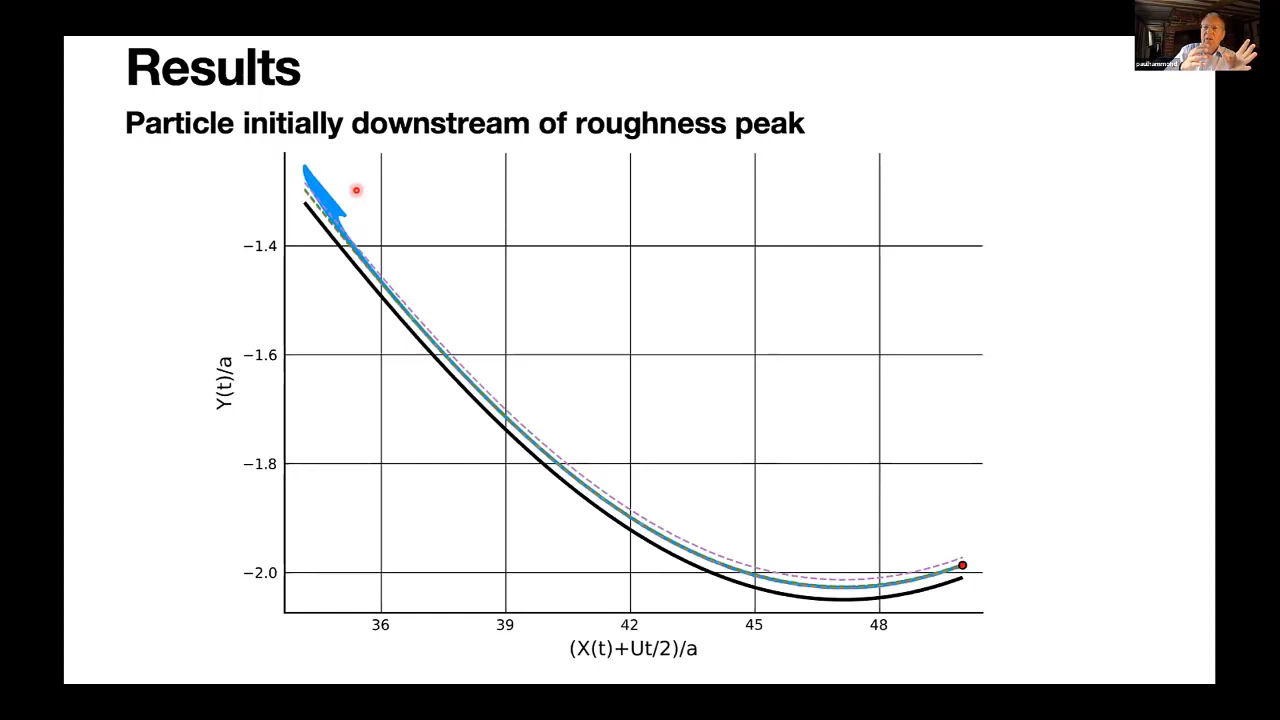 Results
Particle initially downstream of roughness peak
paulhammond
−1.4
−1.6
−1.8
−2.0
Y(t)/a
36 39 42 45 48
(X(t)+Ut/2)/a